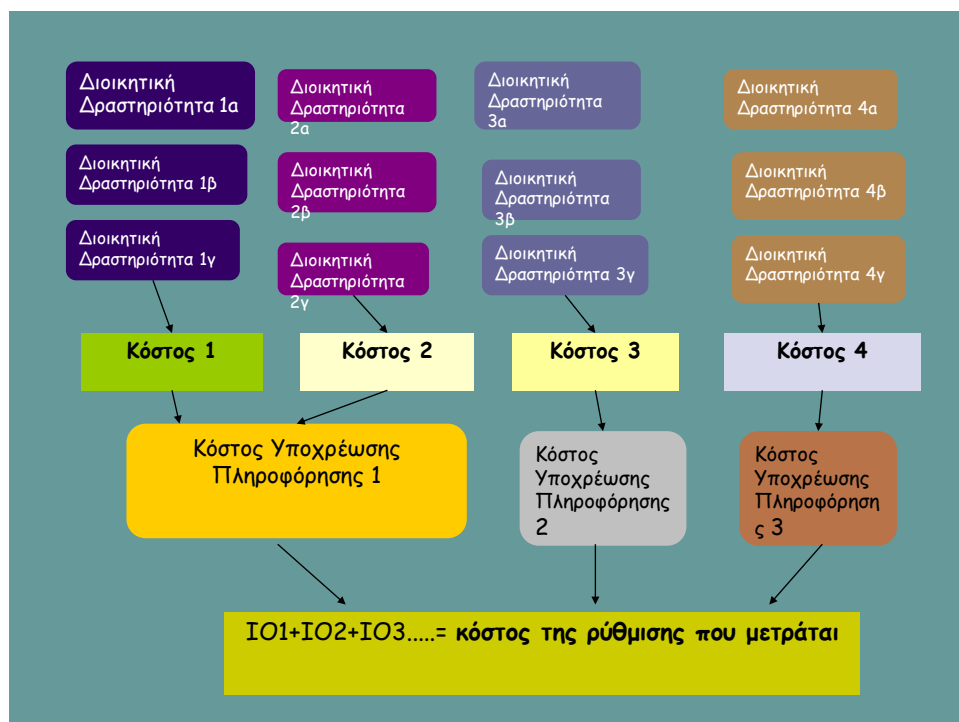 Διοικητική
Δραστηριότητα 1α
Διοικητική
Δραστηριότητα
2α
Διοικητική
Δραστηριότητα
3α
Διοικητική
Δραστηριότητα 4α
Διοικητική
Δραστηριότητα 1β
Διοικητική
Δραστηριότητα
2β
Διοικητική
Δραστηριότητα
3β
Διοικητική
Δραστηριότητα 4β
Διοικητική
Δραστηριότητα 1γ
Διοικητική
Δραστηριότητα
2γ
Διοικητική
Δραστηριότητα 3γ
Διοικητική
Δραστηριότητα 4γ
Κόστος 1
Κόστος 2
Κόστος 3
Κόστος 4
Κόστος Υποχρέωσης
Πληροφόρησης 1
Κόστος
Υποχρέωσης
Πληροφόρησης
2
Κόστος
Υποχρέωσης
Πληροφόρηση
ς 3
ΙΟ1+ΙΟ2+ΙΟ3.....= κόστος της ρύθμισης που μετράται